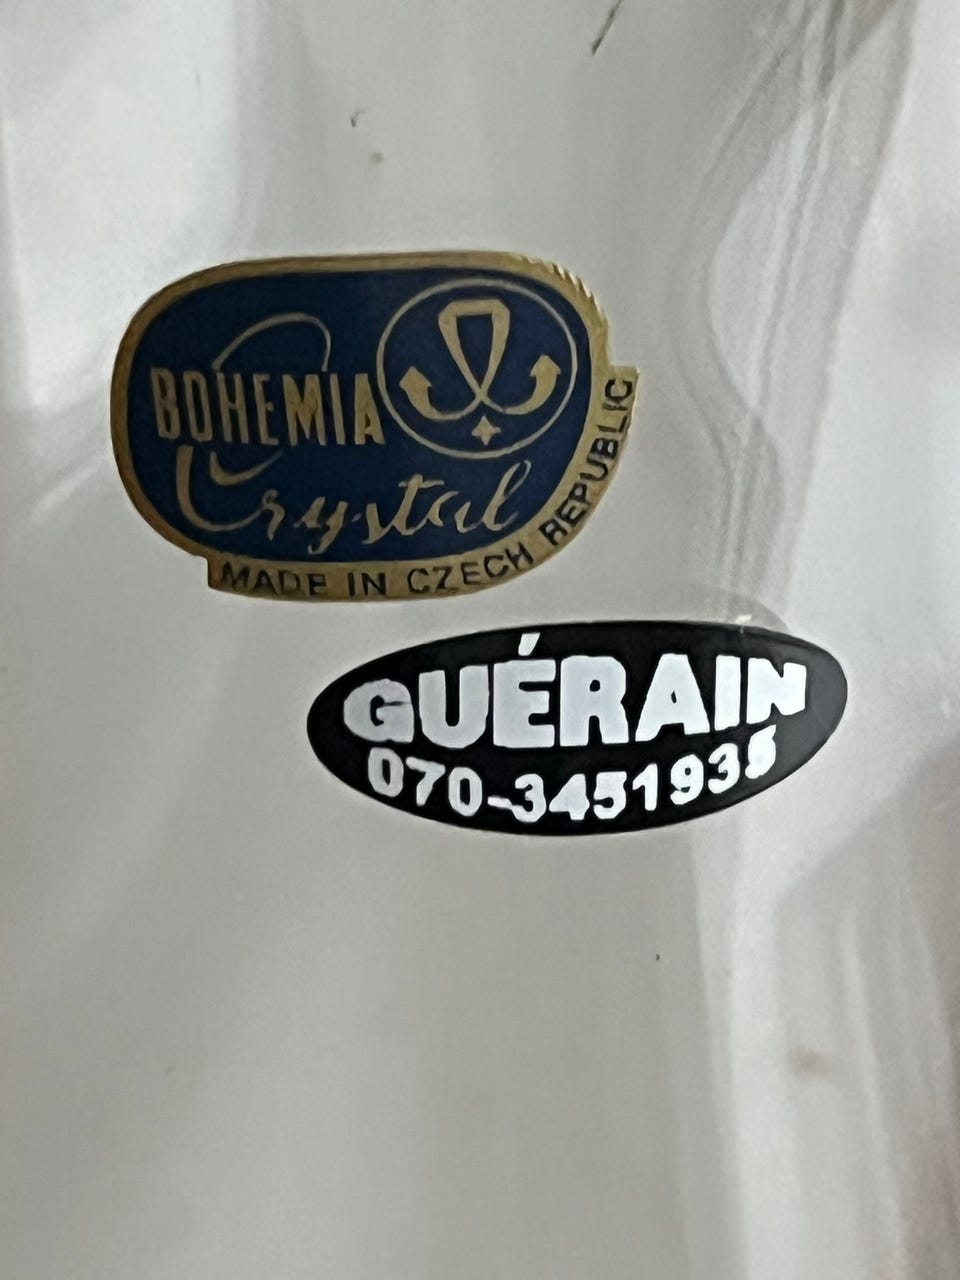 BOHEMIA
Crystal
MADE IN CZECH REPUBLIC
GUÉRAIN
070-3451935